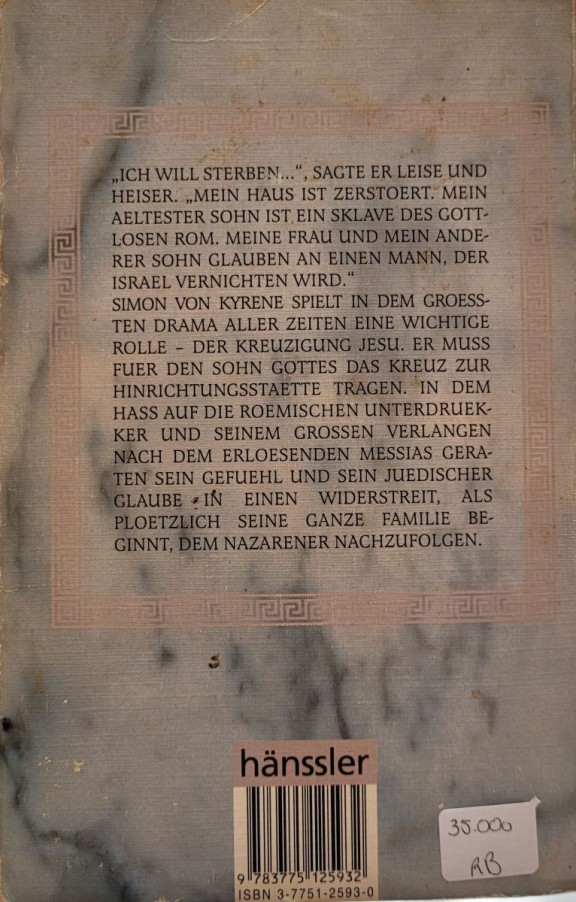 „ICH WILL STERBEN...“, SAGTE ER LEISE UND
HEISER. „MEIN HAUS IST ZERSTOERT. MEIN
AELTESTER SOHN IST EIN SKLAVE DES GOTT-
LOSEN ROM. MEINE FRAU UND MEIN ANDE-
RER SOHN GLAUBEN AN EINEN MANN, DER
ISRAEL VERNICHTEN WIRD.“
SIMON VON KYRENE SPIELT IN DEM GROESS-
TEN DRAMA ALLER ZEITEN EINE WICHTIGE
ROLLE – DER KREUZIGUNG JESU. ER MUSS
FUER DEN SOHN GOTTES DAS KREUZ ZUR
HINRICHTUNGSSTAETTE TRAGEN. IN DEM
HASS AUF DIE ROEMISCHEN UNTERDRUEK-
KER UND SEINEM GROSSEN VERLANGEN
NACH DEM ERLOESENDEN MESSIAS GERA-
TEN SEIN GEFUEHL UND SEIN JUEDISCHER
GLAUBE IN EINEN WIDERSTREIT, ALS
PLOETZLICH SEINE GANZE FAMILIE BE-
GINNT, DEM NAZARENER NACHZUFOLGEN.
hänssler
9 783775 125932
ISBN 3-7751-2593-0
35.000
RB